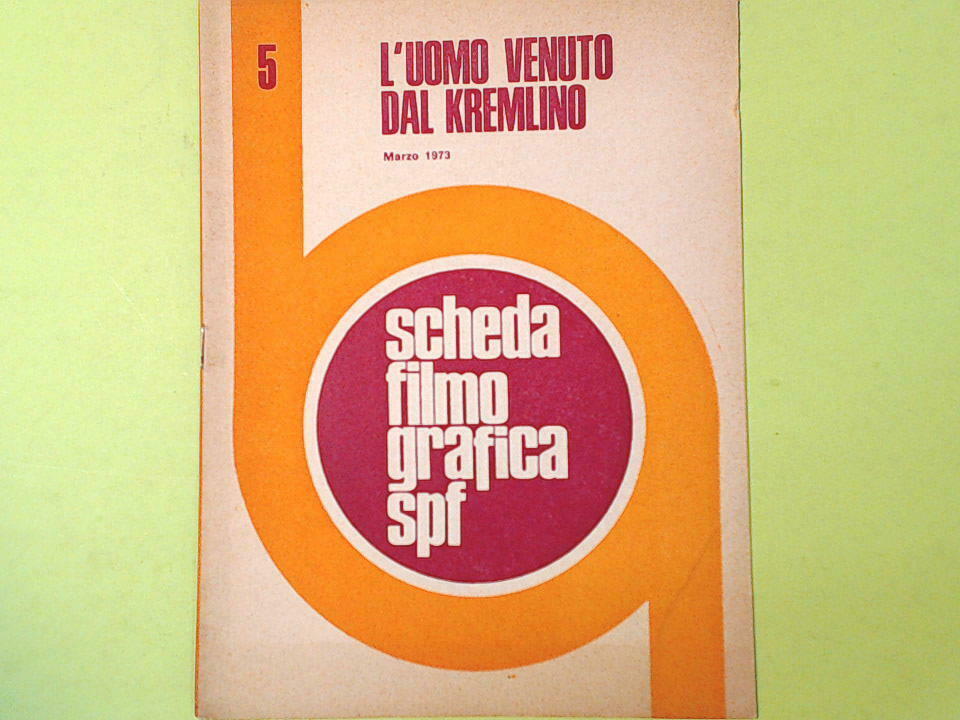 5
L'UOMO VENUTO
DAL KREMLINO
Marzo 1973
scheda
filmo
grafica
spf